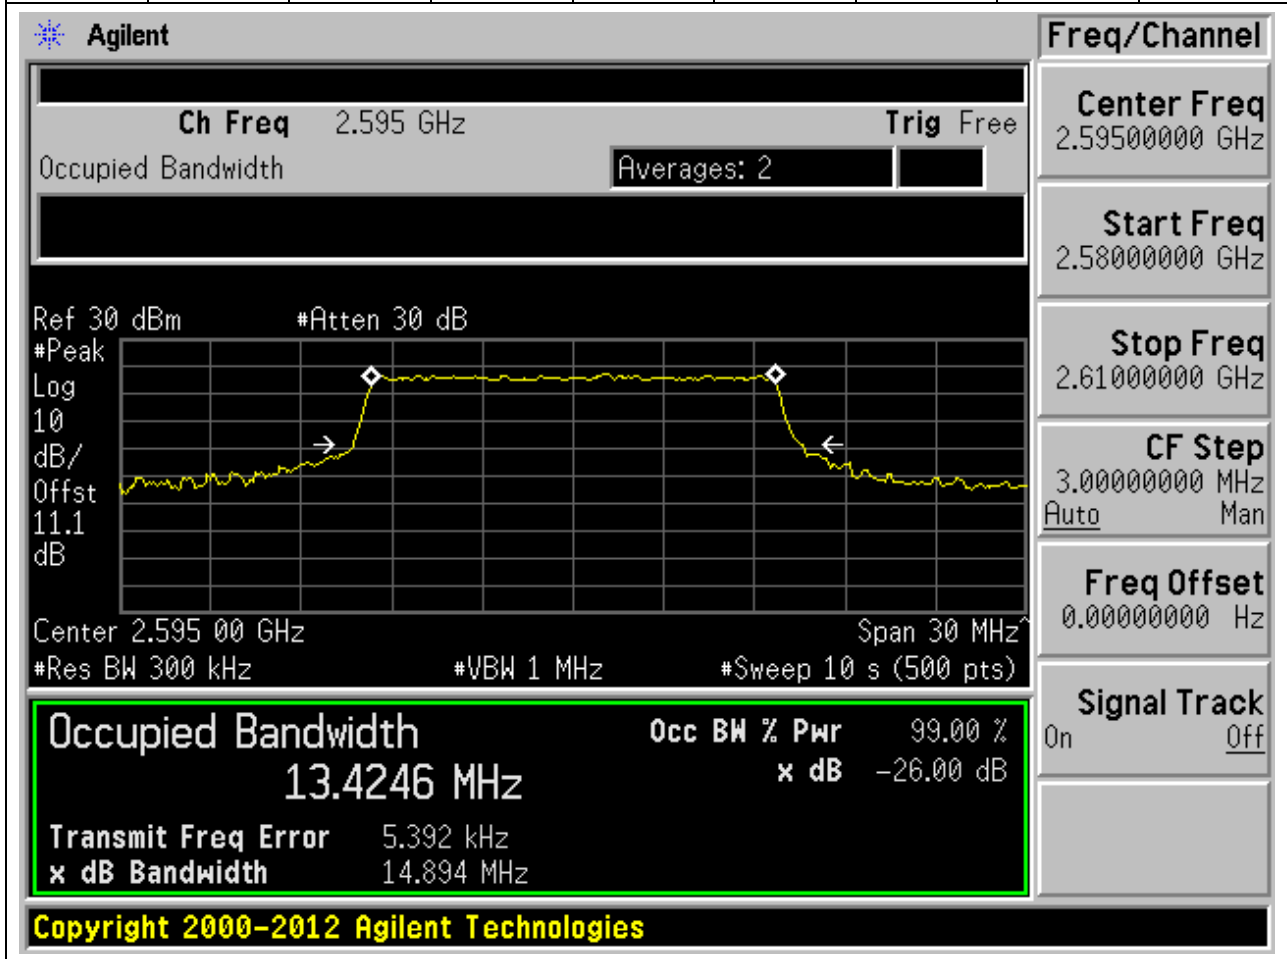 Agilent
Freq/Channel
Ch Freq 2.595 GHz Trig Free
Occupied Bandwidth Averages: 2
Center Freq
2.59500000 GHz
Start Freq
2.58000000 GHz
Stop Freq
2.61000000 GHz
CF Step
3.00000000 MHz
Auto Man
Freq Offset
0.00000000 Hz
Signal Track
On Off
Ref 30 dBm #Atten 30 dB
#Peak
Log
10
dB/
Offst
11.1
dB
Center 2.595 00 GHz Span 30 MHz^
#Res BW 300 kHz #VBW 1 MHz #Sweep 10 s (500 pts)
Occupied Bandwidth Occ BW % Pwr 99.00 %
13.4246 MHz x dB -26.00 dB
Transmit Freq Error 5.392 kHz
x dB Bandwidth 14.894 MHz
Copyright 2000-2012 Agilent Technologies